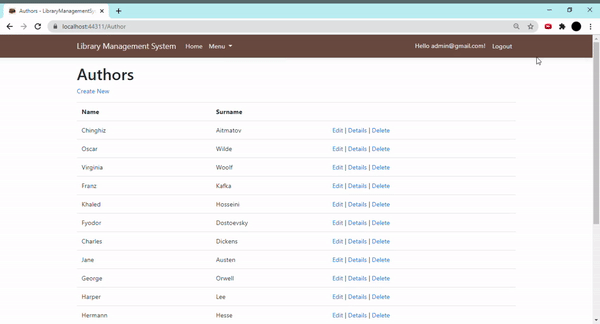 Authors - LibraryManagementSy
localhost:44311/Author
Library Management System Home Menu Hello admin@gmail.com! Logout
Authors
Create New
Name Surname
Chinghiz Aitmatov Edit | Details | Delete
Oscar Wilde Edit | Details | Delete
Virginia Woolf Edit | Details | Delete
Franz Kafka Edit | Details | Delete
Khaled Hosseini Edit | Details | Delete
Fyodor Dostoevsky Edit | Details | Delete
Charles Dickens Edit | Details | Delete
Jane Austen Edit | Details | Delete
George Orwell Edit | Details | Delete
Harper Lee Edit | Details | Delete
Hermann Hesse Edit | Details | Delete